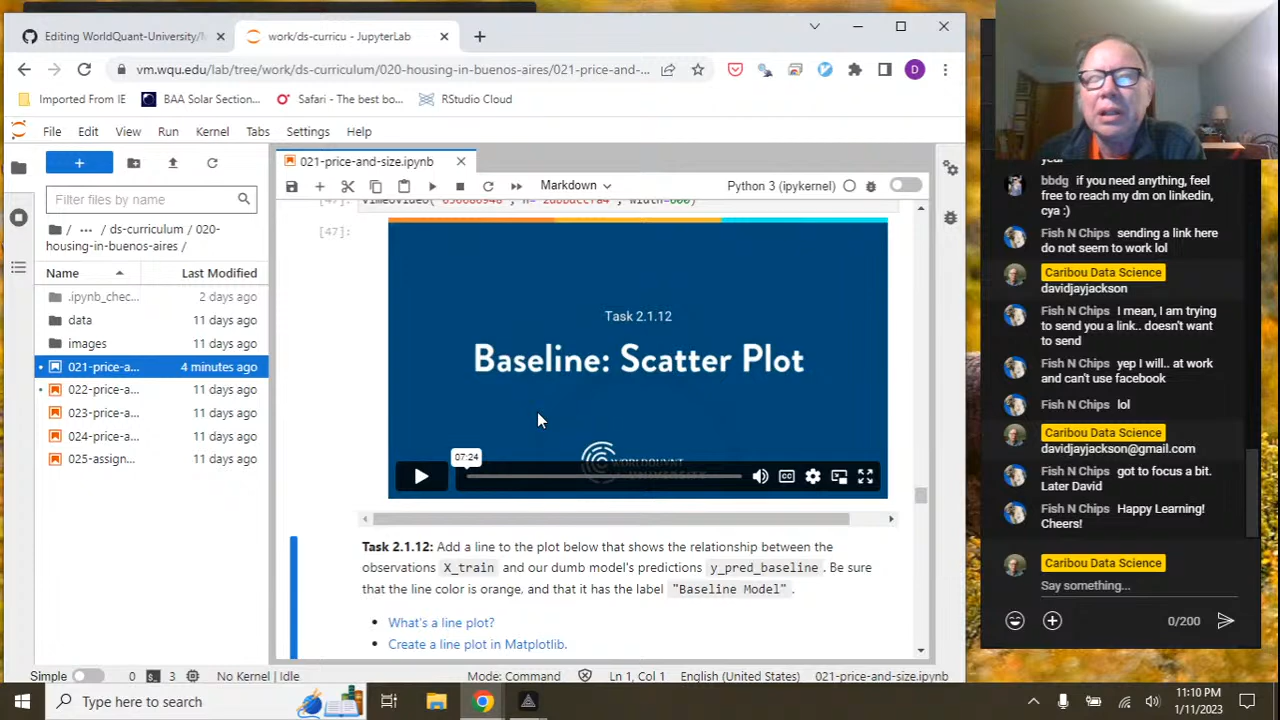 Editing WorldQuant-University/
work/ds-curricu - JupyterLab
vm.wqu.edu/lab/tree/work/ds-curriculum/020-housing-in-buenos-aires/021-price-and-...
D
Imported From IE
BAA Solar Section...
Safari - The best bo...
RStudio Cloud
File Edit View Run Kernel Tabs Settings Help
021-price-and-size.ipynb
Markdown
Python 3 (ipykernel)
Filter files by name
/ ... / ds-curriculum / 020-
housing-in-buenos-aires /
Name Last Modified
.ipynb_chec... 2 days ago
data 11 days ago
images 11 days ago
021-price-a... 4 minutes ago
022-price-a... 11 days ago
023-price-a... 11 days ago
024-price-a... 11 days ago
025-assign... 11 days ago
[47]:
Task 2.1.12
Baseline: Scatter Plot
07:24
CC
Task 2.1.12: Add a line to the plot below that shows the relationship between the
observations X_train and our dumb model's predictions y_pred_baseline. Be sure
that the line color is orange, and that it has the label "Baseline Model".
What's a line plot?
Create a line plot in Matplotlib.
Simple 0 3 No Kernel | Idle Mode: Command Ln 1, Col 1 English (United States) 021-price-and-size.ipynb
year
bbdg if you need anything, feel
free to reach my dm on linkedin,
cya :)
Fish N Chips sending a link here
do not seem to work lol
Caribou Data Science
davidjayjackson
Fish N Chips I mean, I am trying
to send you a link.. doesn't want
to send
Fish N Chips yep I will.. at work
and can't use facebook
Fish N Chips lol
Caribou Data Science
davidjayjackson@gmail.com
Fish N Chips got to focus a bit.
Later David
Fish N Chips Happy Learning!
Cheers!
Caribou Data Science
Say something...
0/200
Type here to search
11:10 PM
1/11/2023